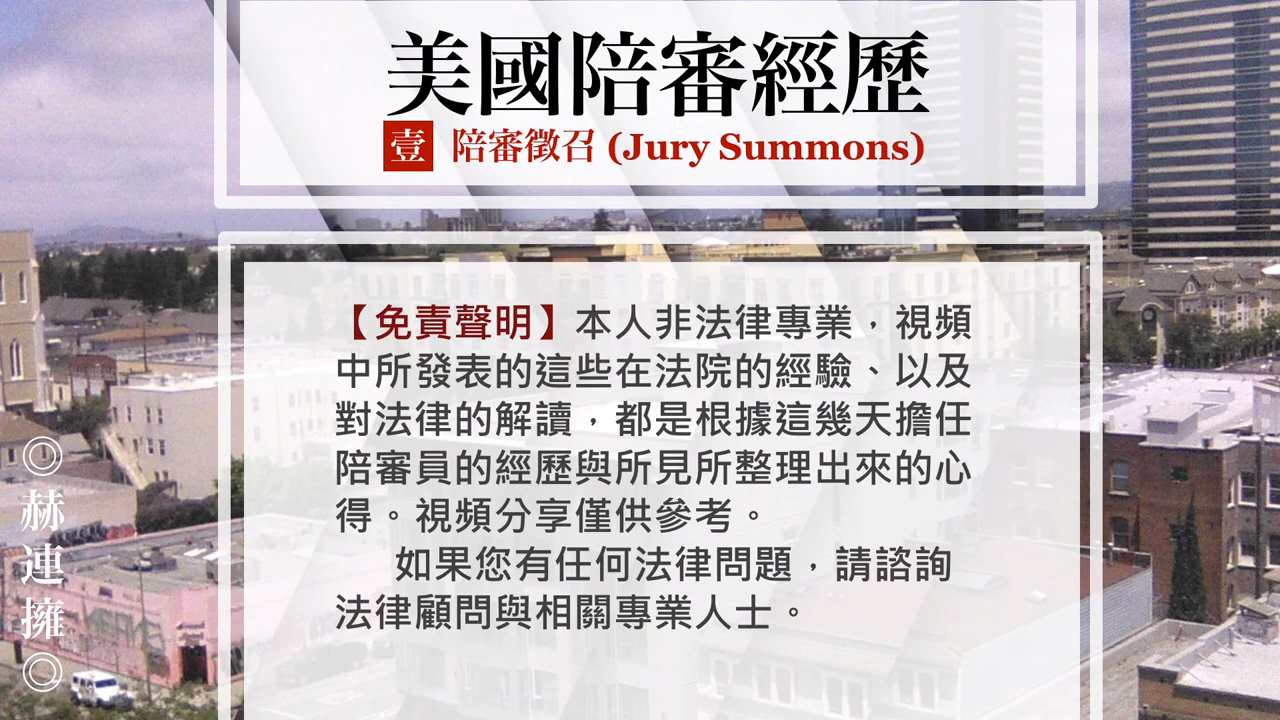 美國陪審經歷
壹 陪審徵召 (Jury Summons)
【免責聲明】本人非法律專業，視頻
中所發表的這些在法院的經驗、以及
對法律的解讀，都是根據這幾天擔任
陪審員的經歷與所見所整理出來的心
得。視頻分享僅供參考。
如果您有任何法律問題，請諮詢
法律顧問與相關專業人士。
◎赫連擁◎